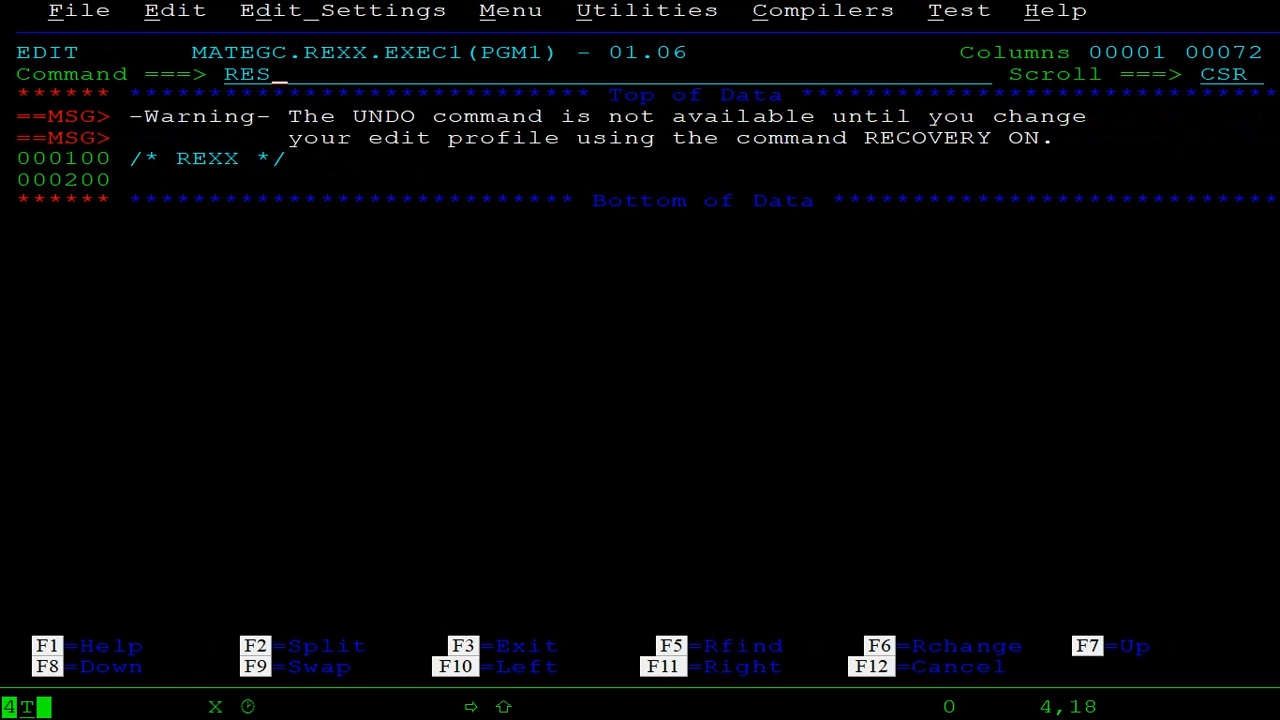 File Edit Edit_Settings Menu Utilities Compilers Test Help
EDIT MATEGC.REXX.EXEC1(PGM1) - 01.06 Columns 00001 00072
Command ===> RES_ Scroll ===> CSR
****** **************************** Top of Data ******************************
==MSG> -Warning- The UNDO command is not available until you change
==MSG> your edit profile using the command RECOVERY ON.
000100 /* REXX */
000200
****** **************************** Bottom of Data ****************************
F1=Help F2=Split F3=Exit F5=Rfind F6=Rchange F7=Up
F8=Down F9=Swap F10=Left F11=Right F12=Cancel
4T X 0 4,18